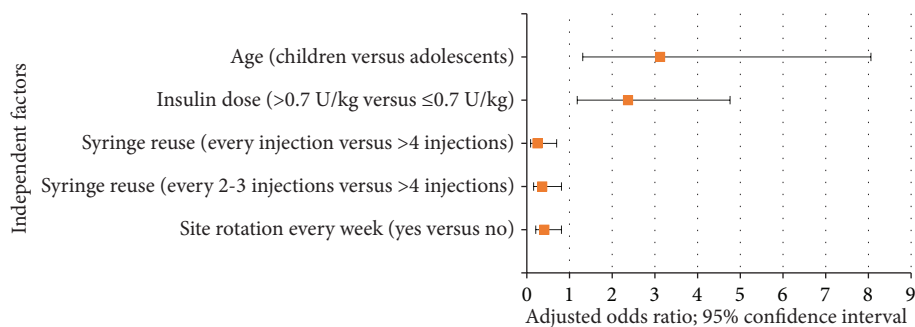 Independent factors
Age (children versus adolescents)
Insulin dose (>0.7 U/kg versus ≤0.7 U/kg)
Syringe reuse (every injection versus >4 injections)
Syringe reuse (every 2-3 injections versus >4 injections)
Site rotation every week (yes versus no)
0 1 2 3 4 5 6 7 8 9
Adjusted odds ratio; 95% confidence interval